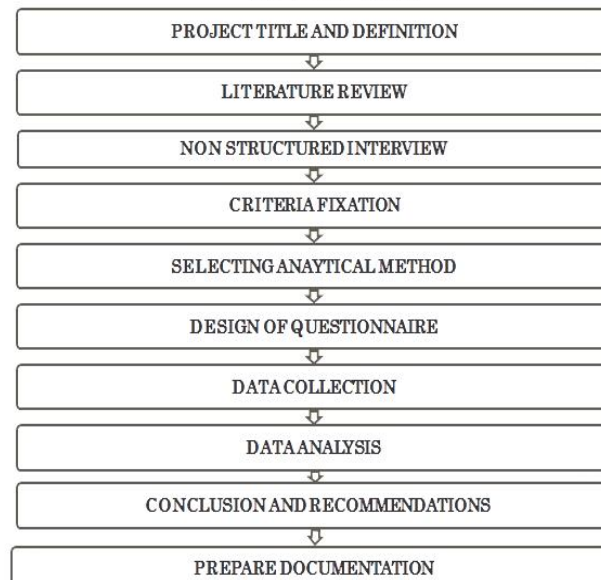 PROJECT TITLE AND DEFINITION
LITERATURE REVIEW
NON STRUCTURED INTERVIEW
CRITERIA FIXATION
SELECTING ANAYTICAL METHOD
DESIGN OF QUESTIONNAIRE
DATA COLLECTION
DATA ANALYSIS
CONCLUSION AND RECOMMENDATIONS
PREPARE DOCUMENTATION